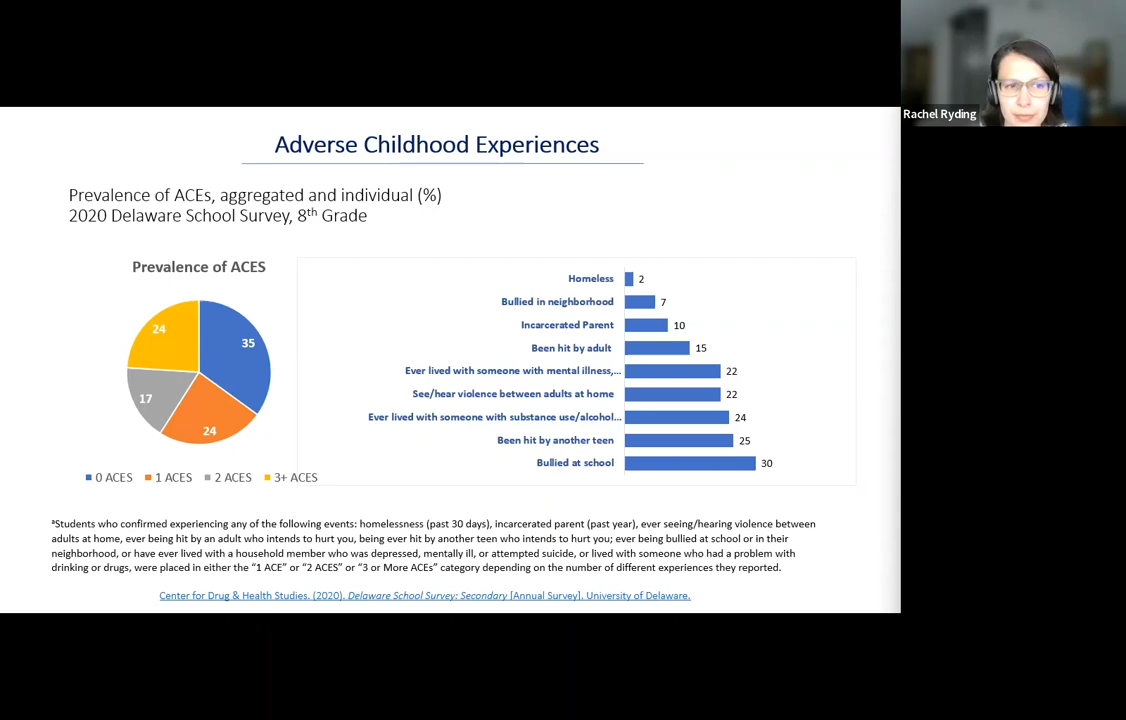 Rachel Ryding
Adverse Childhood Experiences
Prevalence of ACEs, aggregated and individual (%)
2020 Delaware School Survey, 8th Grade
Prevalence of ACES
24
35
17
24
0 ACES 1 ACES 2 ACES 3+ ACES
Homeless 2
Bullied in neighborhood 7
Incarcerated Parent 10
Been hit by adult 15
Ever lived with someone with mental illness,... 22
See/hear violence between adults at home 22
Ever lived with someone with substance use/alcohol... 24
Been hit by another teen 25
Bullied at school 30
aStudents who confirmed experiencing any of the following events: homelessness (past 30 days), incarcerated parent (past year), ever seeing/hearing violence between
adults at home, ever being hit by an adult who intends to hurt you, being ever hit by another teen who intends to hurt you; ever being bullied at school or in their
neighborhood, or have ever lived with a household member who was depressed, mentally ill, or attempted suicide, or lived with someone who had a problem with
drinking or drugs, were placed in either the “1 ACE” or “2 ACES” or “3 or More ACEs” category depending on the number of different experiences they reported.
Center for Drug & Health Studies. (2020). Delaware School Survey: Secondary [Annual Survey]. University of Delaware.